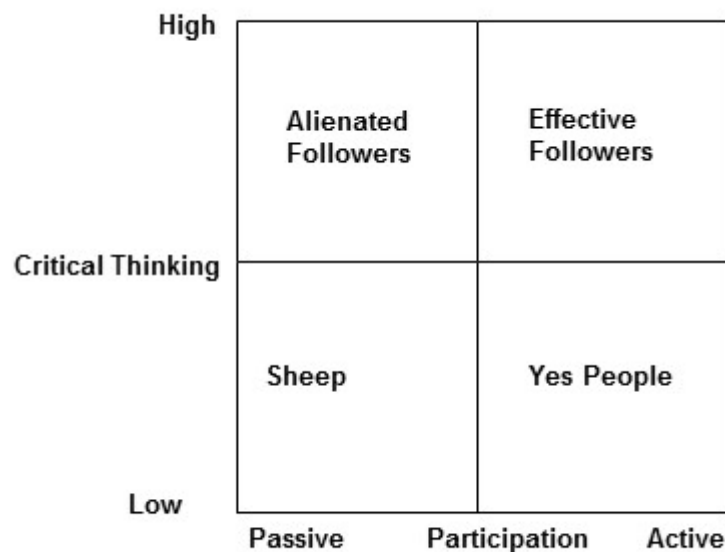 High
Alienated
Followers
Effective
Followers
Critical Thinking
Sheep
Yes People
Low
Passive
Participation
Active